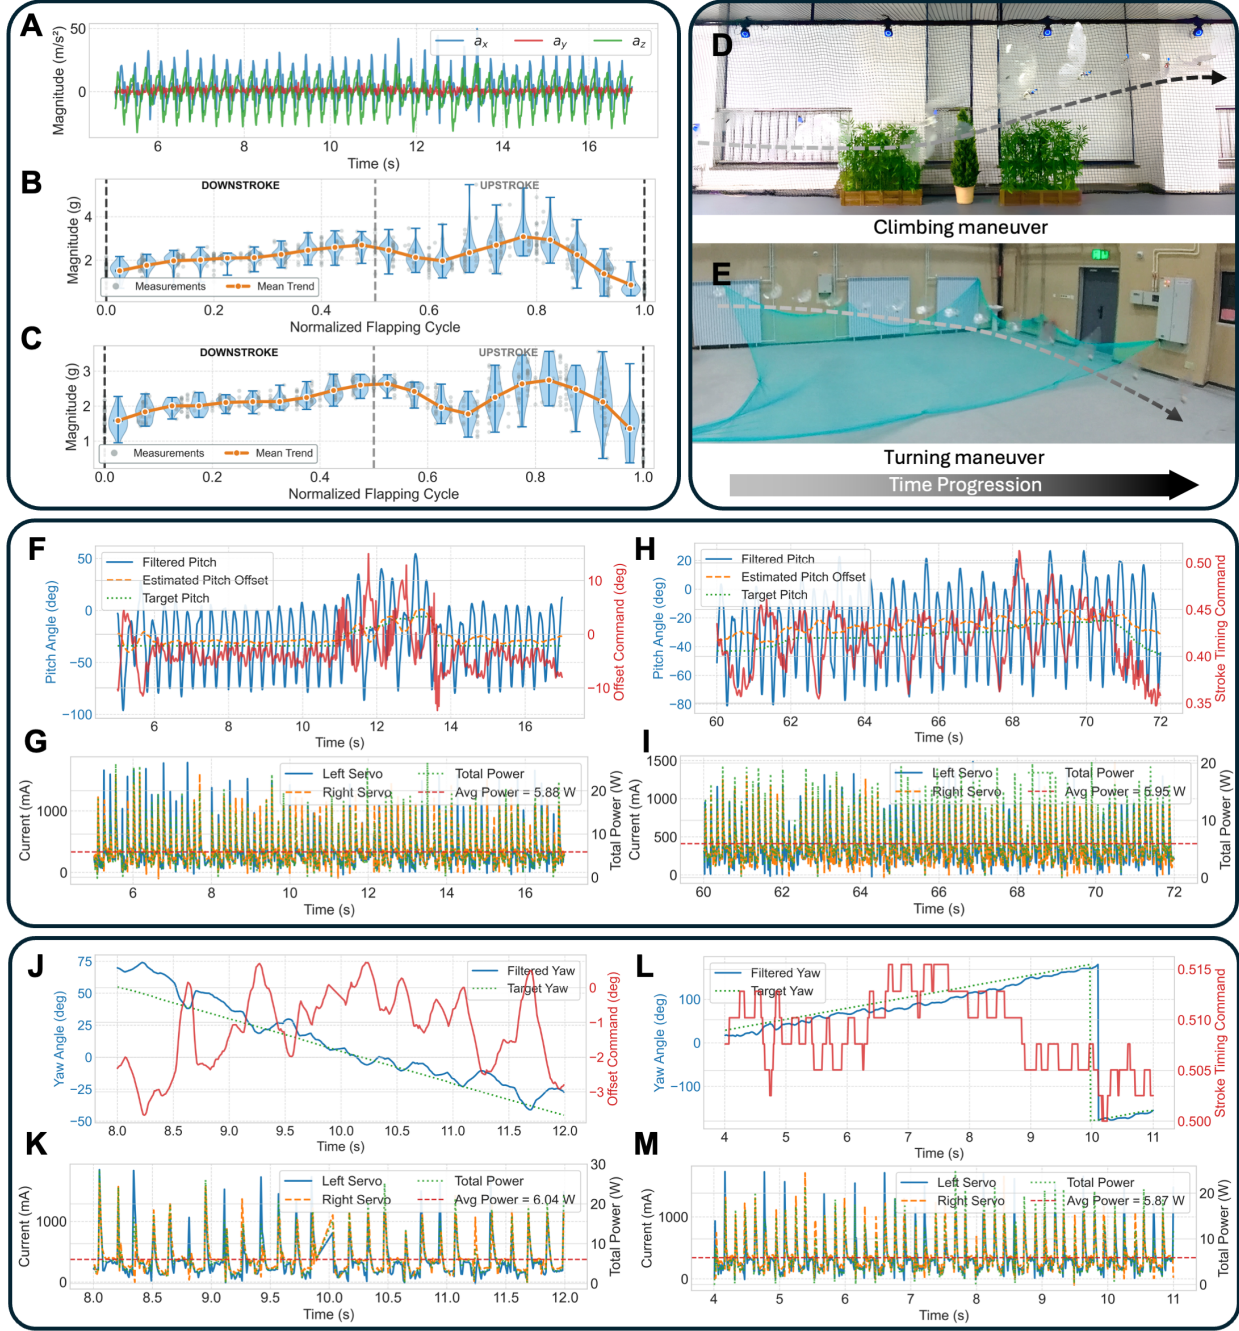 A
50
0
Magnitude (m/s²)
aₓ
a_y
a_z
6
8
10
12
14
16
Time (s)
B
DOWNSTROKE
UPSTROKE
4
2
Magnitude (g)
Measurements
Mean Trend
0.0
0.2
0.4
0.6
0.8
1.0
Normalized Flapping Cycle
C
DOWNSTROKE
UPSTROKE
3
2
1
Magnitude (g)
Measurements
Mean Trend
0.0
0.2
0.4
0.6
0.8
1.0
Normalized Flapping Cycle
D
Climbing maneuver
E
Turning maneuver
Time Progression
F
Filtered Pitch
Estimated Pitch Offset
Target Pitch
50
0
−50
−100
Pitch Angle (deg)
10
0
−10
Offset Command (deg)
6
8
10
12
14
16
Time (s)
G
Left Servo
Right Servo
Total Power
Avg Power = 5.88 W
1000
0
Current (mA)
20
10
0
Total Power (W)
6
8
10
12
14
16
Time (s)
H
Filtered Pitch
Estimated Pitch Offset
Target Pitch
20
0
−20
−40
−60
−80
Pitch Angle (deg)
0.50
0.45
0.40
0.35
Stroke Timing Command
60
62
64
66
68
70
72
Time (s)
I
Left Servo
Right Servo
Total Power
Avg Power = 5.95 W
1500
1000
500
0
Current (mA)
20
10
0
Total Power (W)
60
62
64
66
68
70
72
Time (s)
J
Filtered Yaw
Target Yaw
75
50
25
0
−25
−50
Yaw Angle (deg)
0
−1
−2
−3
Offset Command (deg)
8.0
8.5
9.0
9.5
10.0
10.5
11.0
11.5
12.0
Time (s)
K
Left Servo
Right Servo
Total Power
Avg Power = 6.04 W
1000
0
Current (mA)
30
20
10
0
Total Power (W)
8.0
8.5
9.0
9.5
10.0
10.5
11.0
11.5
12.0
Time (s)
L
Filtered Yaw
Target Yaw
100
0
−100
Yaw Angle (deg)
0.515
0.510
0.505
0.500
Stroke Timing Command
4
5
6
7
8
9
10
11
Time (s)
M
Left Servo
Right Servo
Total Power
Avg Power = 5.87 W
1000
0
Current (mA)
20
10
0
Total Power (W)
4
5
6
7
8
9
10
11
Time (s)